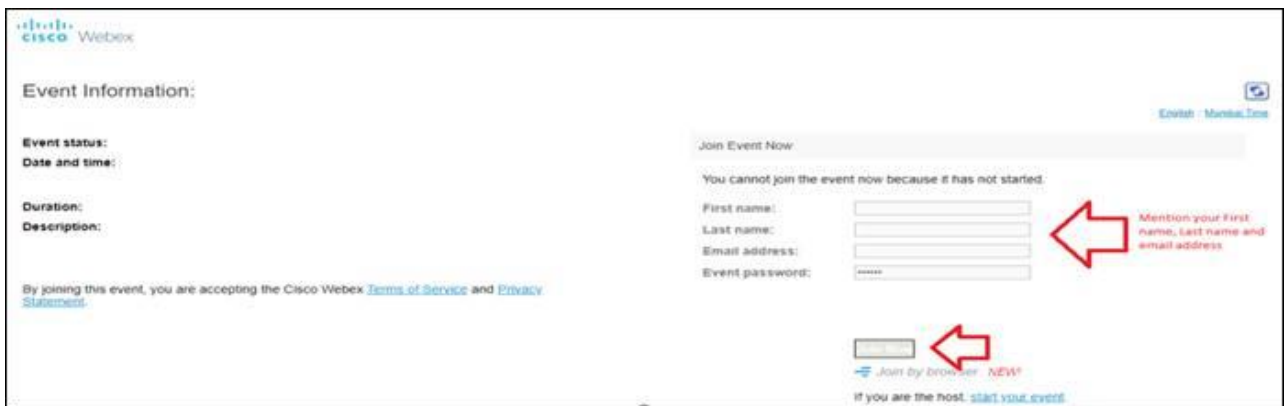 cisco Webex
Event Information:
English : Mumbai Time
Event status:
Date and time:
Duration:
Description:
By joining this event, you are accepting the Cisco Webex Terms of Service and Privacy
Statement.
Join Event Now
You cannot join the event now because it has not started.
First name:
Last name:
Email address:
Event password:
Mention your First
name, Last name and
email address
Join by browser NEW!
If you are the host, start your event.